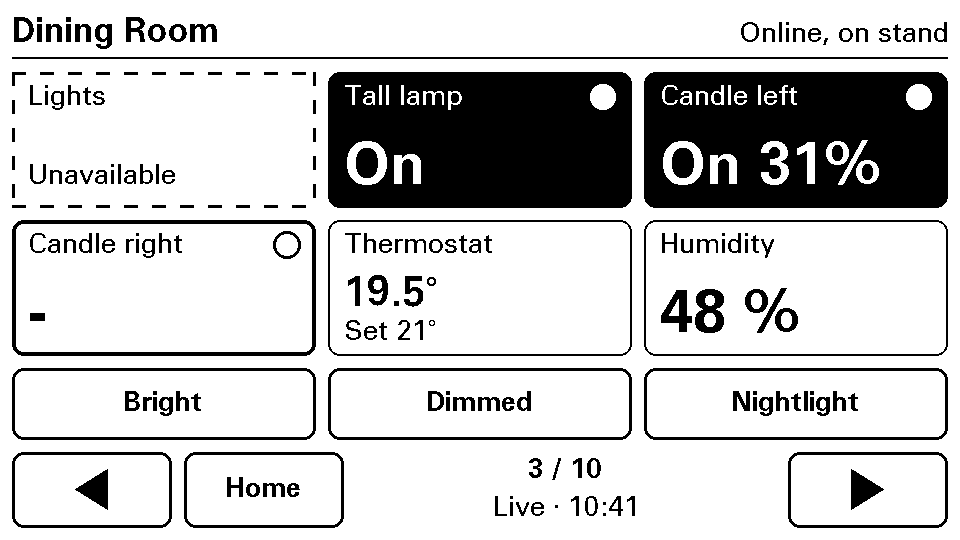 Dining Room
Online, on stand
Lights
Unavailable
Tall lamp
On
Candle left
On 31%
Candle right
-
Thermostat
19.5°
Set 21°
Humidity
48 %
Bright
Dimmed
Nightlight
Home
3 / 10
Live · 10:41